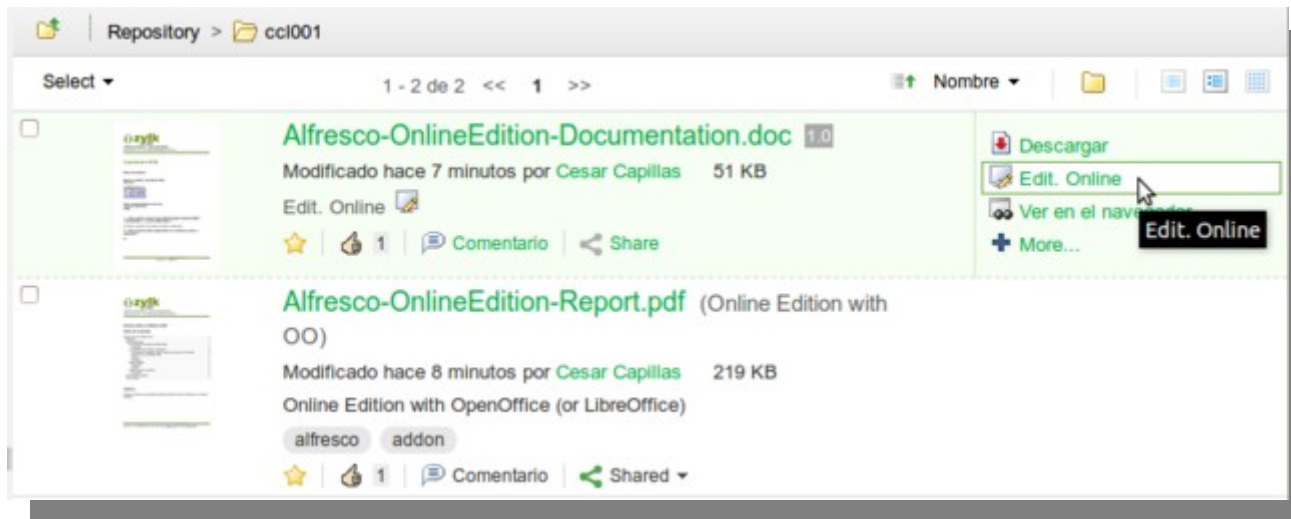 Repository > ccl001
Select 1 - 2 de 2 << 1 >> Nombre
Alfresco-OnlineEdition-Documentation.doc 1.0
Modificado hace 7 minutos por Cesar Capillas 51 KB
Edit. Online
1 Comentario Share
Descargar
Edit. Online
Ver en el
Edit. Online
More...
zylk
Alfresco-OnlineEdition-Report.pdf (Online Edition with
OO)
Modificado hace 8 minutos por Cesar Capillas 219 KB
Online Edition with OpenOffice (or LibreOffice)
alfresco addon
1 Comentario Shared
zylk